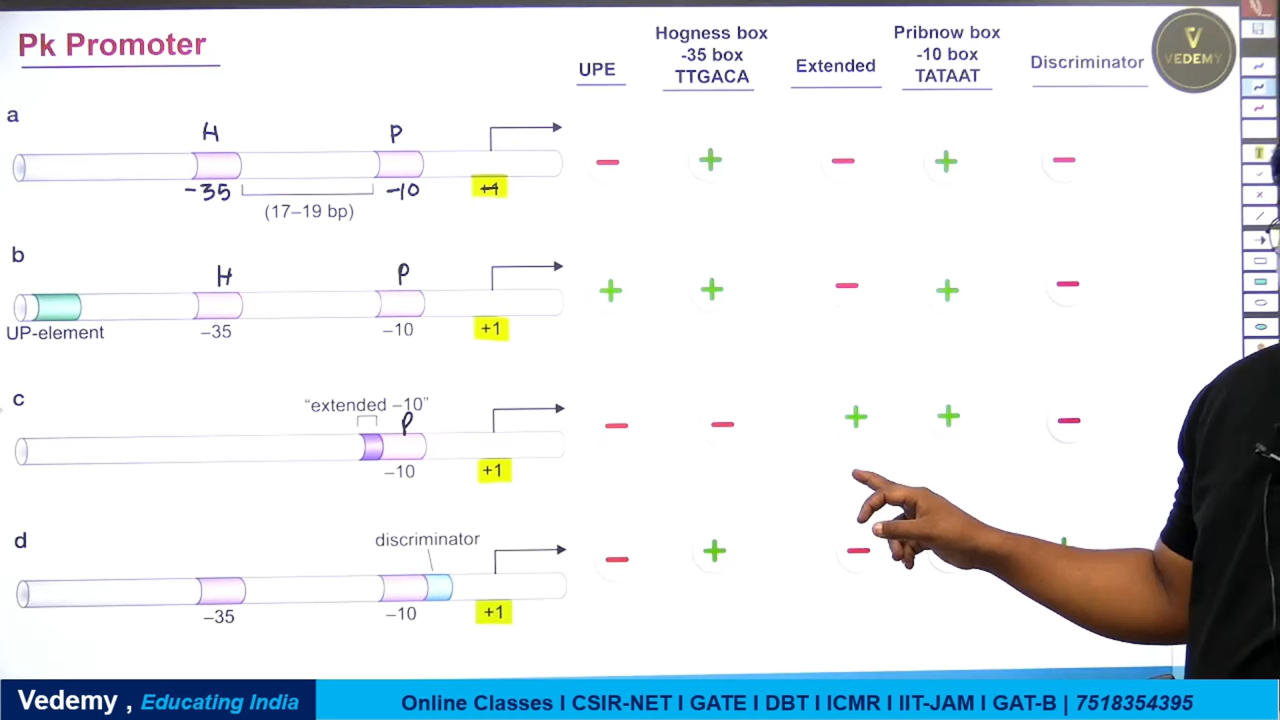 Pk Promoter
UPE
Hogness box
-35 box
TTGACA
Extended
Pribnow box
-10 box
TATAAT
Discriminator
V
VEDEMY
a
H
P
-35
-10
+1
(17–19 bp)
− + − + −
b
H
P
UP-element
–35
–10
+1
+ + − + −
c
"extended –10"
P
–10
+1
− − + + −
d
discriminator
–35
–10
+1
− + −
Vedemy , Educating India
Online Classes I CSIR-NET I GATE I DBT I ICMR I IIT-JAM I GAT-B | 7518354395